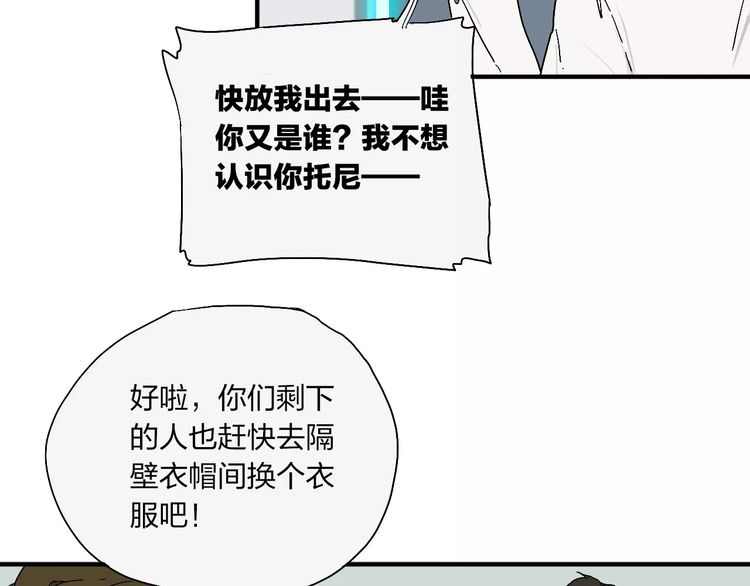 快放我出去——哇
你又是谁？我不想
认识你托尼——
好啦，你们剩下
的人也赶快去隔
壁衣帽间换个衣
服吧！